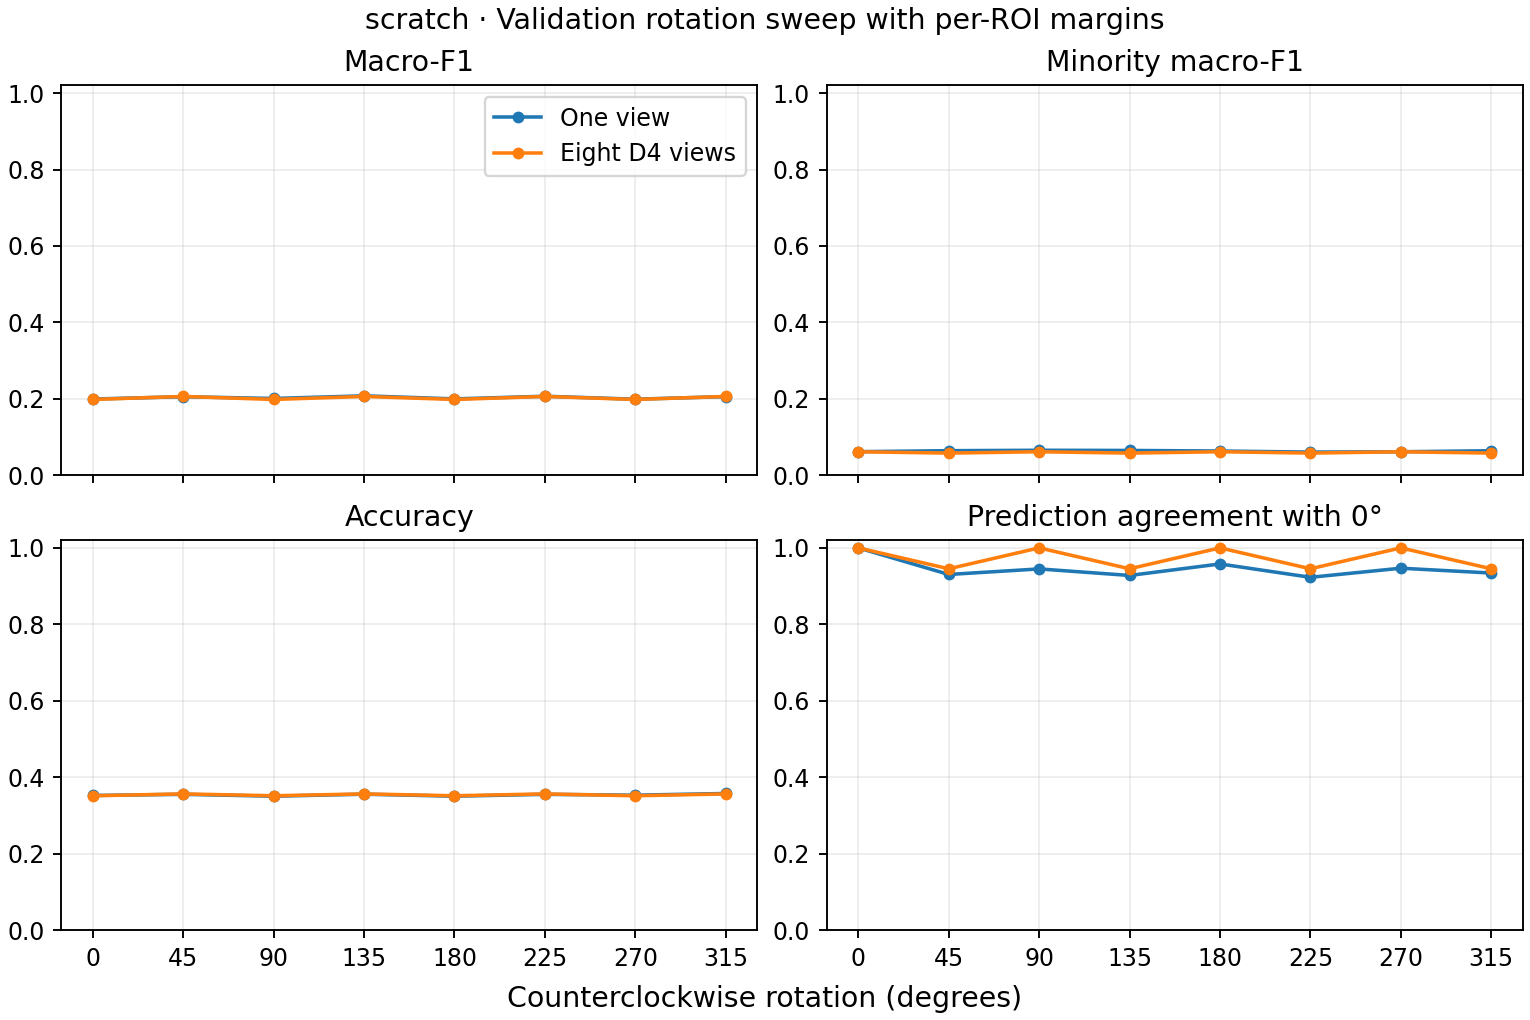 scratch · Validation rotation sweep with per-ROI margins
Macro-F1
1.0
0.8
0.6
0.4
0.2
0.0
One view
Eight D4 views
Minority macro-F1
1.0
0.8
0.6
0.4
0.2
0.0
Accuracy
1.0
0.8
0.6
0.4
0.2
0.0
0 45 90 135 180 225 270 315
Prediction agreement with 0°
1.0
0.8
0.6
0.4
0.2
0.0
0 45 90 135 180 225 270 315
Counterclockwise rotation (degrees)